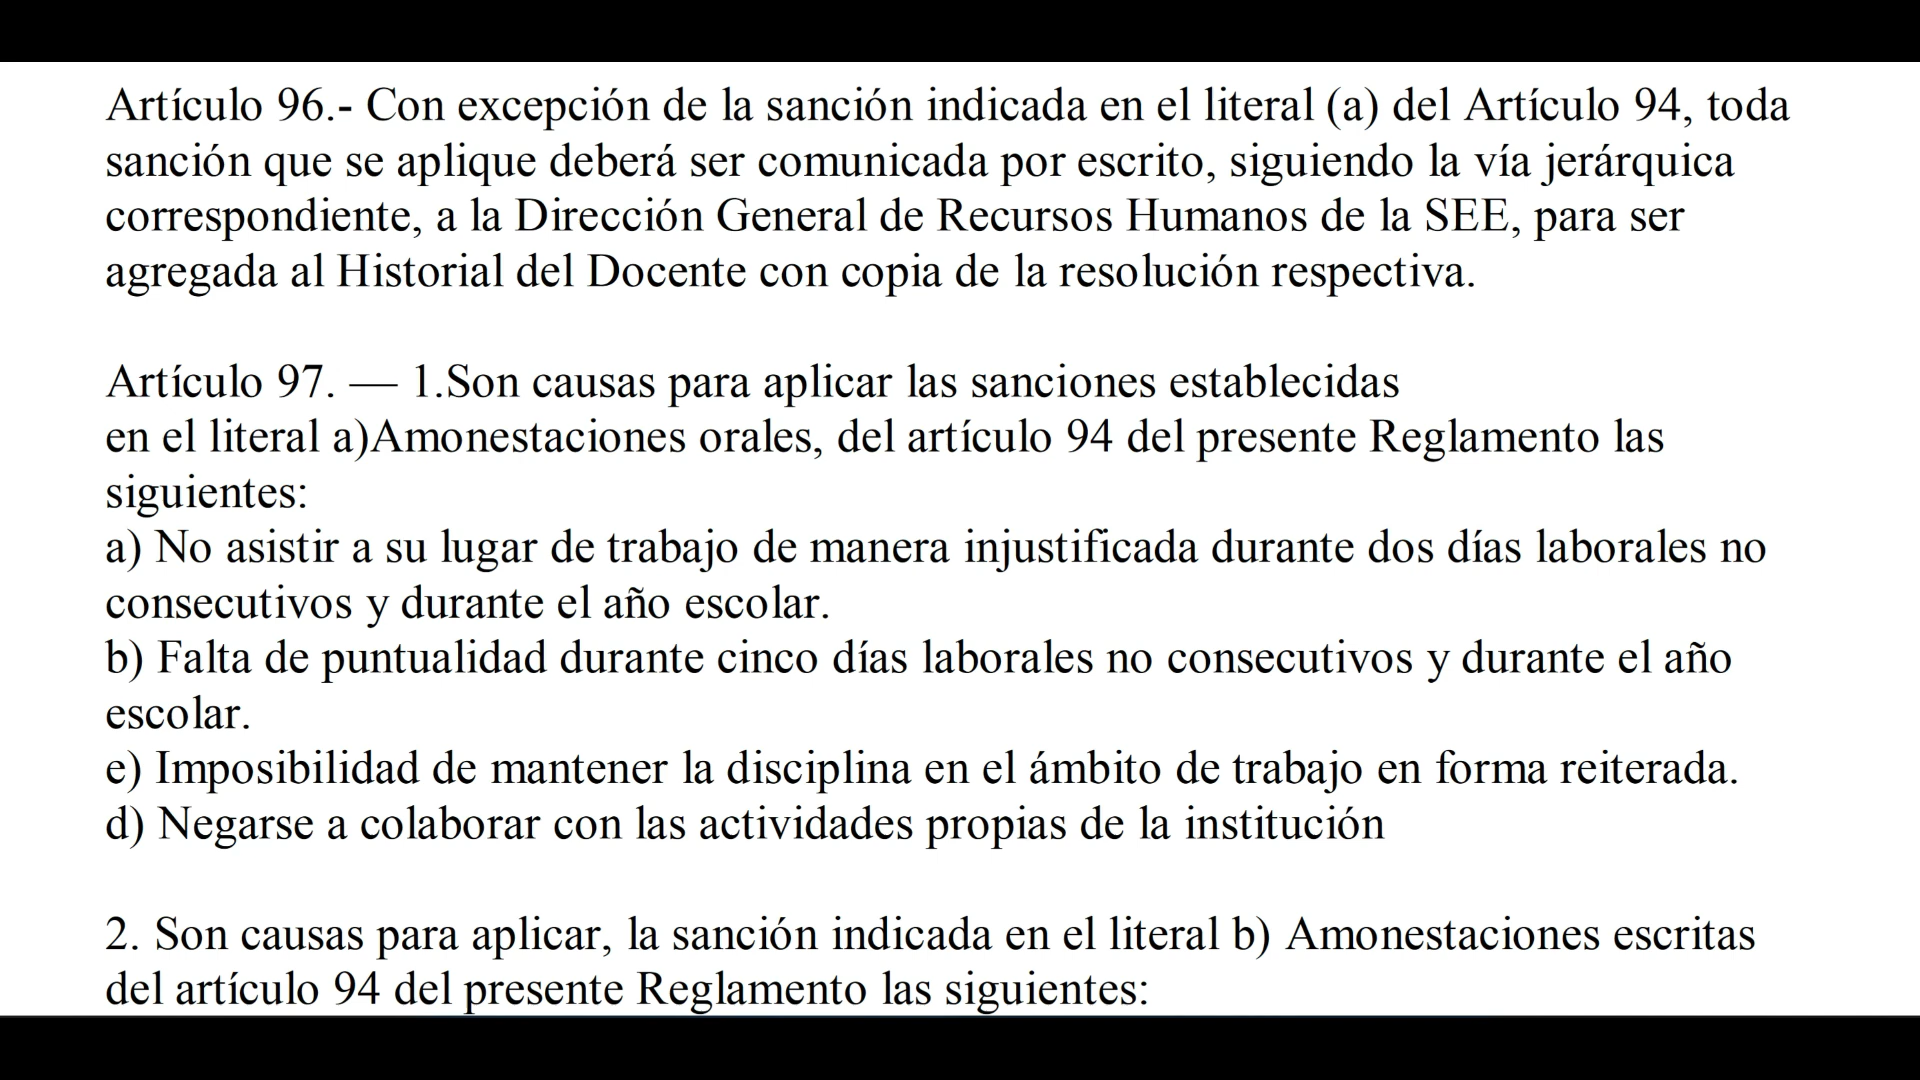 Artículo 96.- Con excepción de la sanción indicada en el literal (a) del Artículo 94, toda
sanción que se aplique deberá ser comunicada por escrito, siguiendo la vía jerárquica
correspondiente, a la Dirección General de Recursos Humanos de la SEE, para ser
agregada al Historial del Docente con copia de la resolución respectiva.
Artículo 97. — 1.Son causas para aplicar las sanciones establecidas
en el literal a)Amonestaciones orales, del artículo 94 del presente Reglamento las
siguientes:
a) No asistir a su lugar de trabajo de manera injustificada durante dos días laborales no
consecutivos y durante el año escolar.
b) Falta de puntualidad durante cinco días laborales no consecutivos y durante el año
escolar.
e) Imposibilidad de mantener la disciplina en el ámbito de trabajo en forma reiterada.
d) Negarse a colaborar con las actividades propias de la institución
2. Son causas para aplicar, la sanción indicada en el literal b) Amonestaciones escritas
del artículo 94 del presente Reglamento las siguientes: